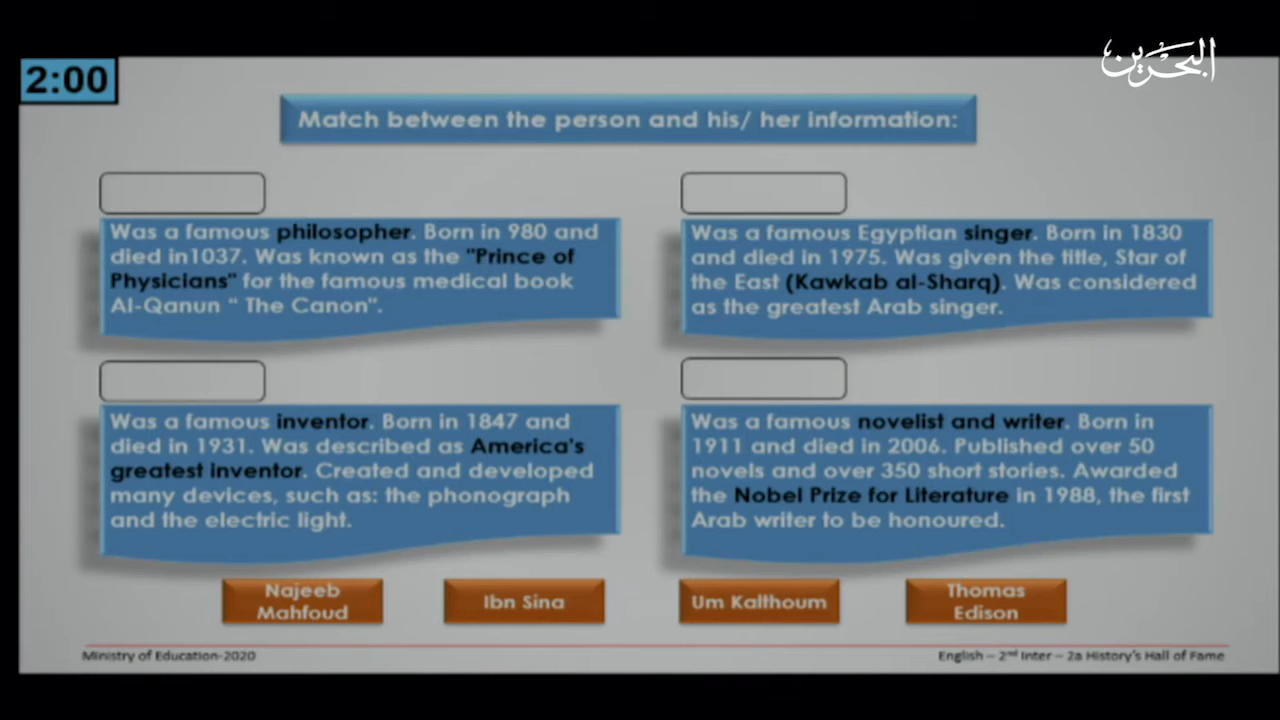 البحرين
2:00
Match between the person and his/ her information:
Was a famous philosopher. Born in 980 and
died in1037. Was known as the "Prince of
Physicians" for the famous medical book
Al-Qanun “ The Canon".
Was a famous Egyptian singer. Born in 1830
and died in 1975. Was given the title, Star of
the East (Kawkab al-Sharq). Was considered
as the greatest Arab singer.
Was a famous inventor. Born in 1847 and
died in 1931. Was described as America's
greatest inventor. Created and developed
many devices, such as: the phonograph
and the electric light.
Was a famous novelist and writer. Born in
1911 and died in 2006. Published over 50
novels and over 350 short stories. Awarded
the Nobel Prize for Literature in 1988, the first
Arab writer to be honoured.
Najeeb
Mahfoud
Ibn Sina
Um Kalthoum
Thomas
Edison
Ministry of Education-2020
English – 2nd Inter – 2a History's Hall of Fame